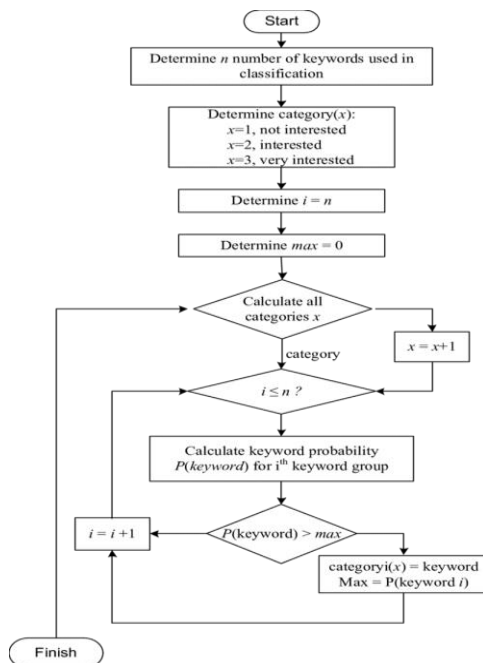 Start
Determine n number of keywords used in
classification
Determine category(x):
x=1, not interested
x=2, interested
x=3, very interested
Determine i = n
Determine max = 0
Calculate all
categories x
x = x+1
category
i ≤ n ?
Calculate keyword probability
P(keyword) for iᵗʰ keyword group
P(keyword) > max
i = i +1
categoryi(x) = keyword
Max = P(keyword i)
Finish